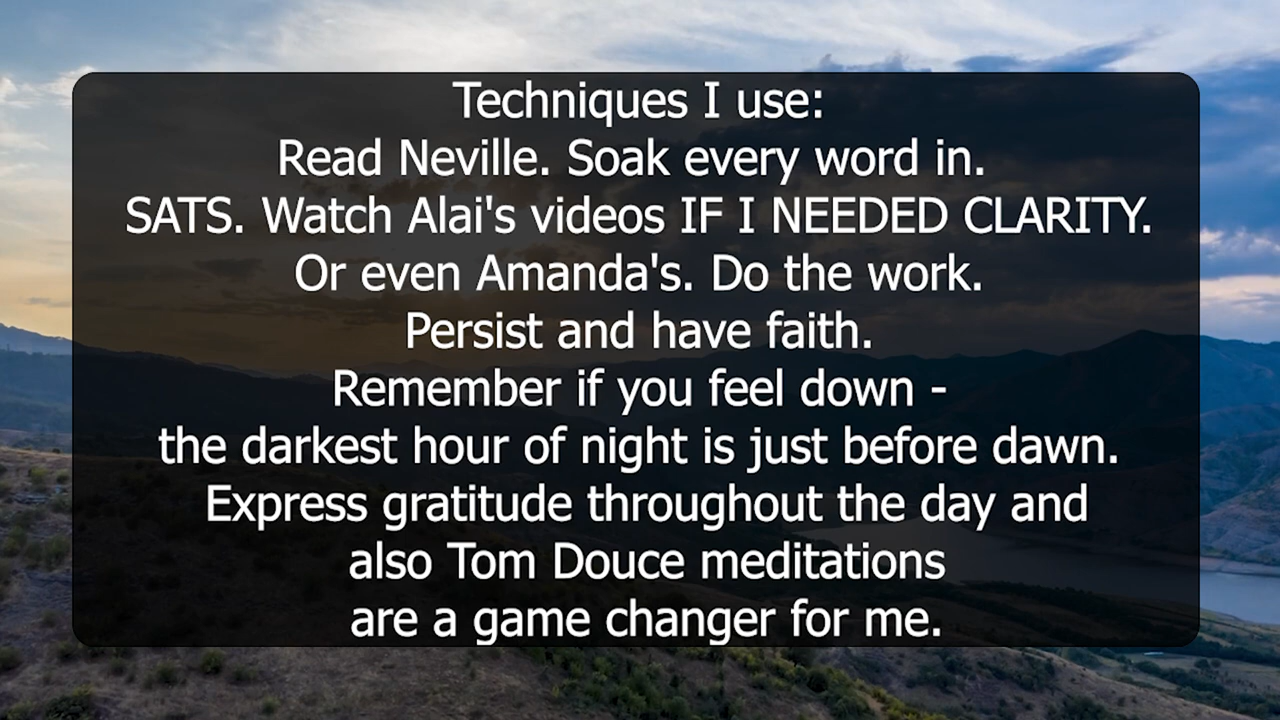 Techniques I use:
Read Neville. Soak every word in.
SATS. Watch Alai's videos IF I NEEDED CLARITY.
Or even Amanda's. Do the work.
Persist and have faith.
Remember if you feel down -
the darkest hour of night is just before dawn.
Express gratitude throughout the day and
also Tom Douce meditations
are a game changer for me.